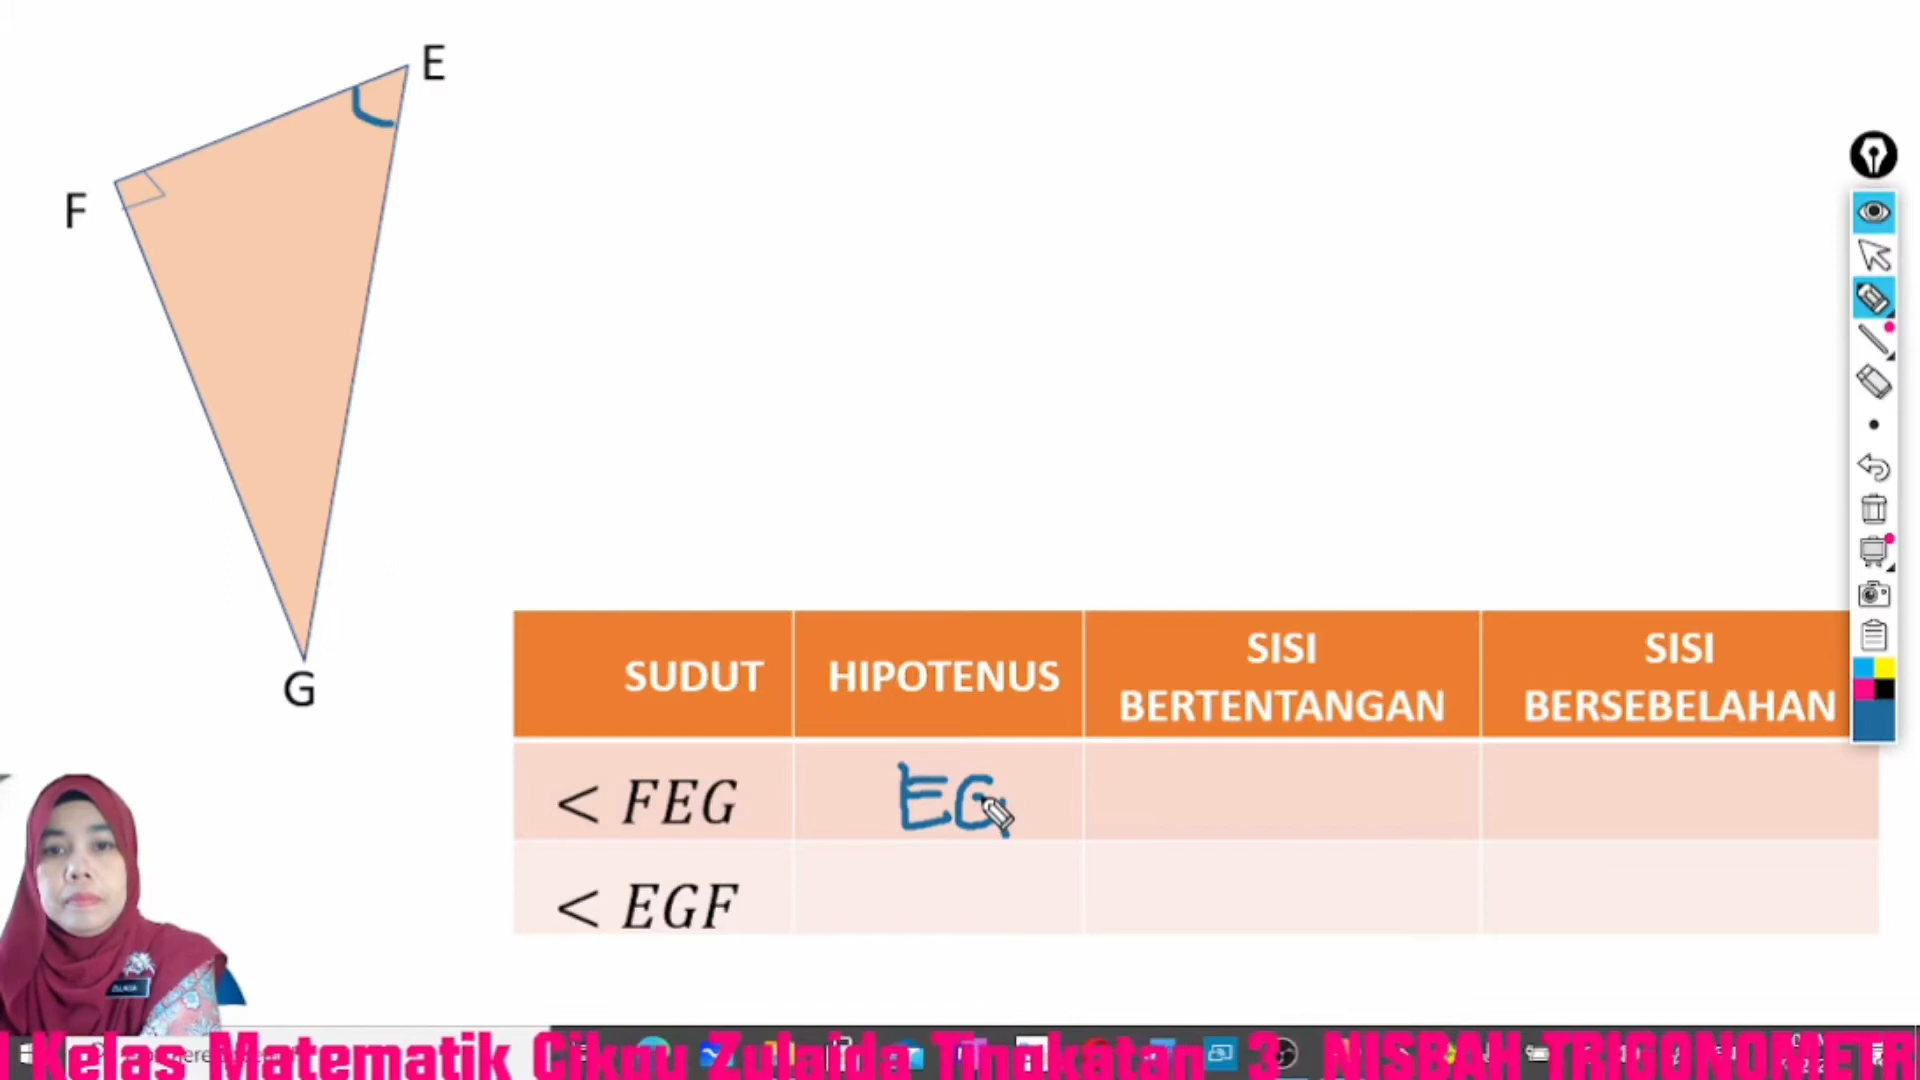 E
F
G
SUDUT HIPOTENUS SISI BERTENTANGAN SISI BERSEBELAHAN
< FEG EG
< EGF
Kelas Matematik Cikgu Zulaida Tingkatan 3 NISBAH TRIGONOMETR